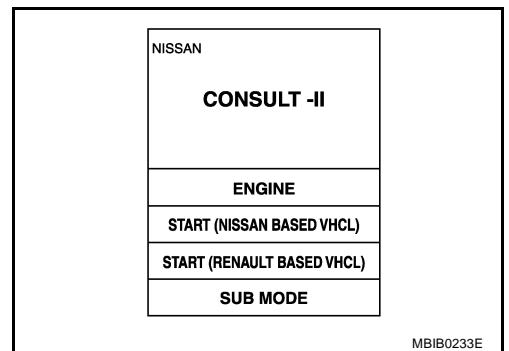 NISSAN
CONSULT -II
ENGINE
START (NISSAN BASED VHCL)
START (RENAULT BASED VHCL)
SUB MODE
MBIB0233E